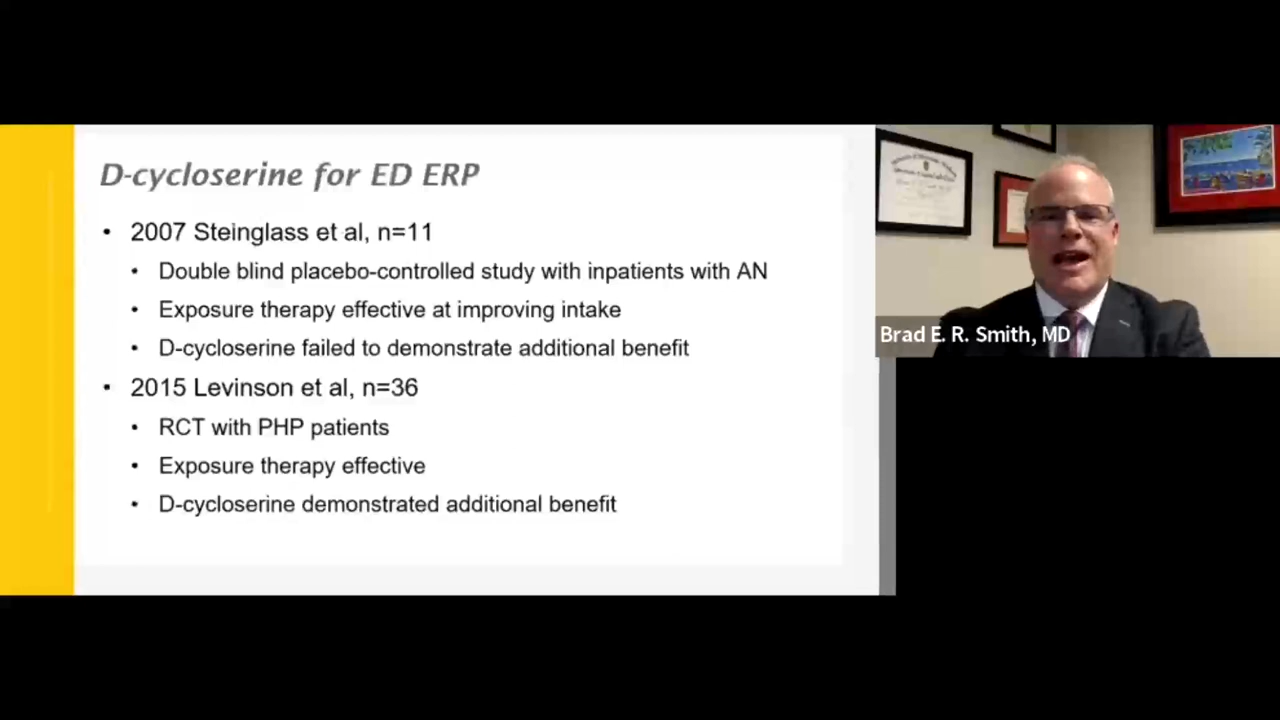 D-cycloserine for ED ERP
• 2007 Steinglass et al, n=11
• Double blind placebo-controlled study with inpatients with AN
• Exposure therapy effective at improving intake
• D-cycloserine failed to demonstrate additional benefit
• 2015 Levinson et al, n=36
• RCT with PHP patients
• Exposure therapy effective
• D-cycloserine demonstrated additional benefit
Brad E. R. Smith, MD